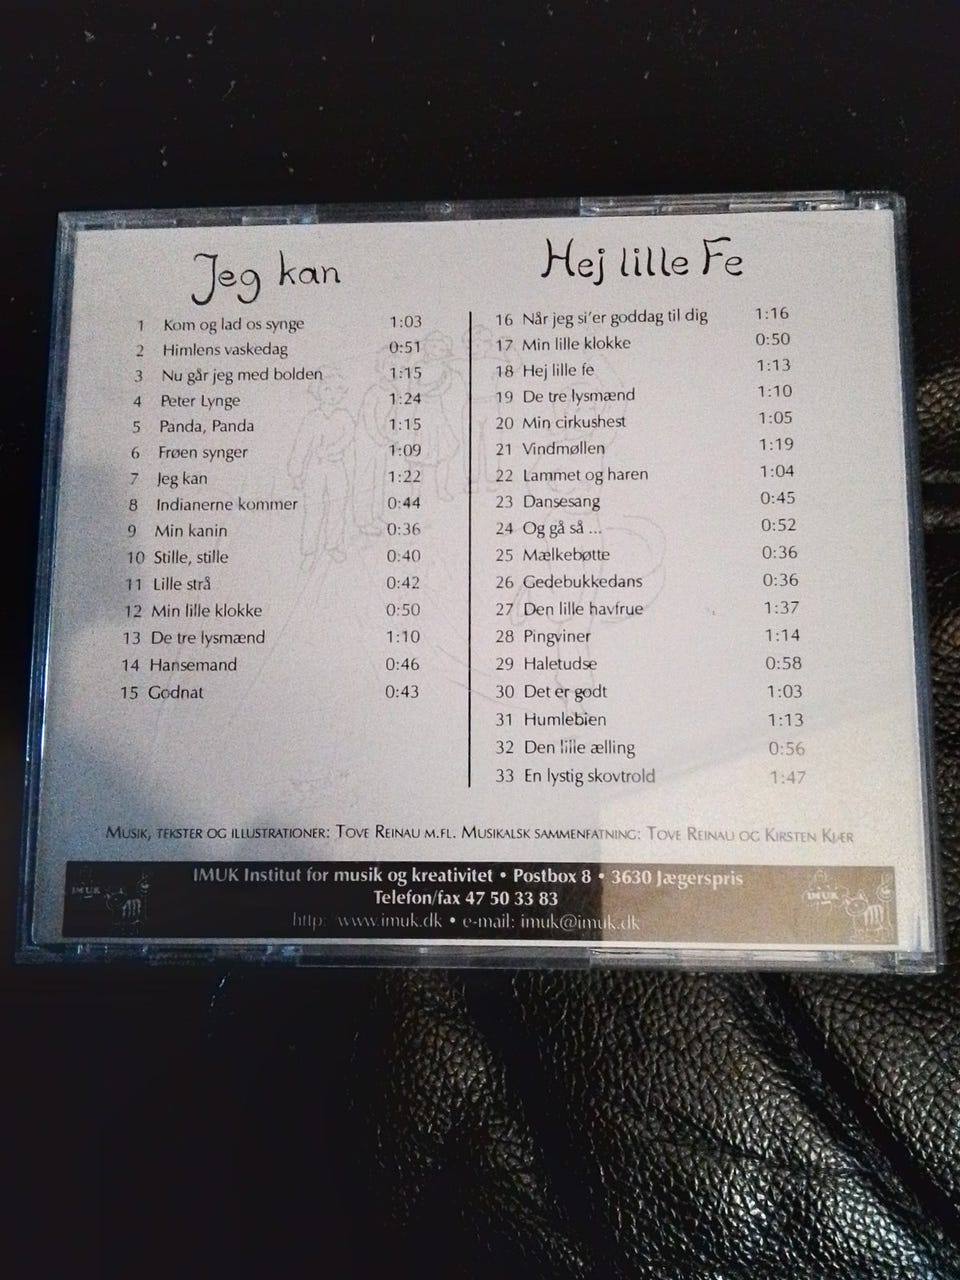 Jeg kan
1 Kom og lad os synge 1:03
2 Himlens vaskedag 0:51
3 Nu går jeg med bolden 1:15
4 Peter Lynge 1:24
5 Panda, Panda 1:15
6 Frøen synger 1:09
7 Jeg kan 1:22
8 Indianerne kommer 0:44
9 Min kanin 0:36
10 Stille, stille 0:40
11 Lille strå 0:42
12 Min lille klokke 0:50
13 De tre lysmænd 1:10
14 Hansemand 0:46
15 Godnat 0:43
Hej lille Fe
16 Når jeg si'er goddag til dig 1:16
17 Min lille klokke 0:50
18 Hej lille fe 1:13
19 De tre lysmænd 1:10
20 Min cirkushest 1:05
21 Vindmøllen 1:19
22 Lammet og haren 1:04
23 Dansesang 0:45
24 Og gå så ... 0:52
25 Mælkebøtte 0:36
26 Gedebukkedans 0:36
27 Den lille havfrue 1:37
28 Pingviner 1:14
29 Haletudse 0:58
30 Det er godt 1:03
31 Humlebien 1:13
32 Den lille ælling 0:56
33 En lystig skovtrold 1:47
Musik, tekster og illustrationer: Tove Reinau m.fl. Musikalsk sammenfatning: Tove Reinau og Kirsten Kjær
IMUK Institut for musik og kreativitet • Postbox 8 • 3630 Jægerspris
Telefon/fax 47 50 33 83
http: www.imuk.dk • e-mail: imuk@imuk.dk
IMUK
IMUK